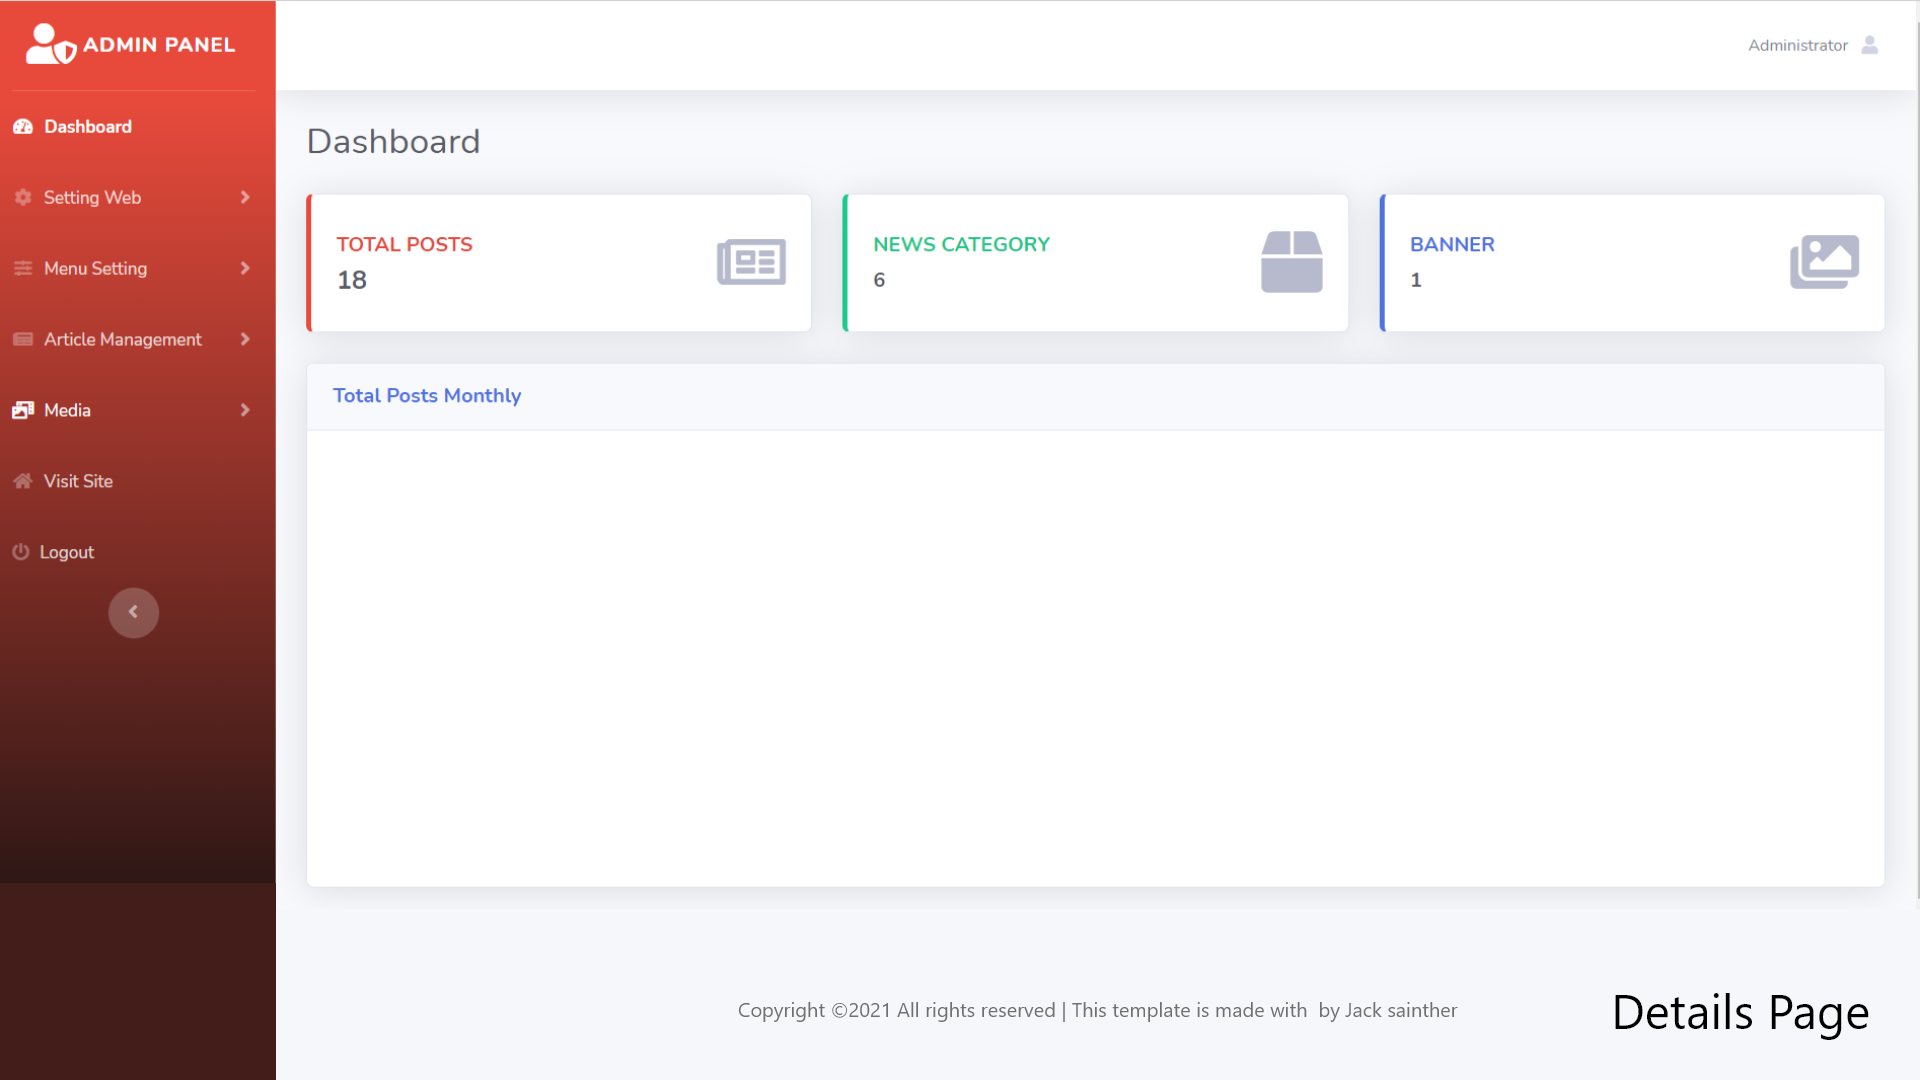 ADMIN PANEL
Administrator
Dashboard
Setting Web
Menu Setting
Article Management
Media
Visit Site
Logout
Dashboard
TOTAL POSTS
18
NEWS CATEGORY
6
BANNER
1
Total Posts Monthly
Copyright ©2021 All rights reserved | This template is made with  by Jack sainther
Details Page